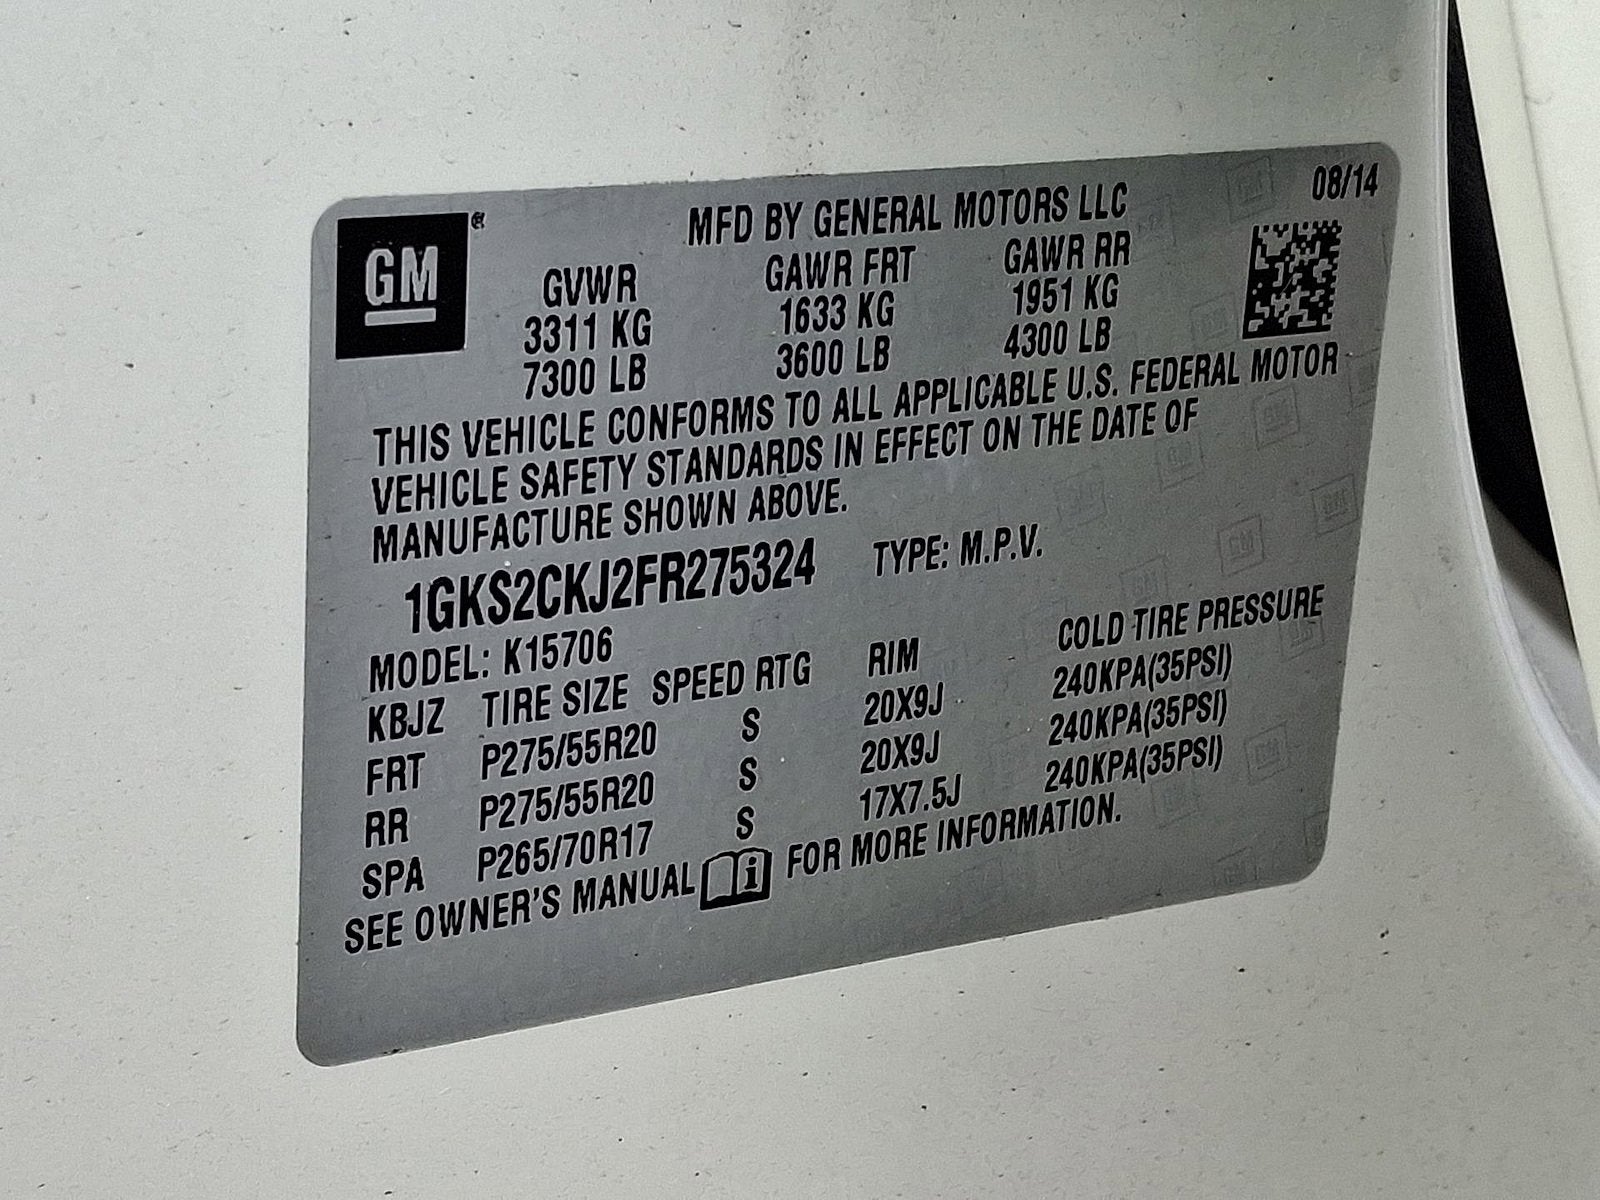 GM®
MFD BY GENERAL MOTORS LLC 08/14
GVWR GAWR FRT GAWR RR
3311 KG 1633 KG 1951 KG
7300 LB 3600 LB 4300 LB
THIS VEHICLE CONFORMS TO ALL APPLICABLE U.S. FEDERAL MOTOR
VEHICLE SAFETY STANDARDS IN EFFECT ON THE DATE OF
MANUFACTURE SHOWN ABOVE.
1GKS2CKJ2FR275324 TYPE: M.P.V.
MODEL: K15706
KBJZ TIRE SIZE SPEED RTG RIM COLD TIRE PRESSURE
FRT P275/55R20 S 20X9J 240KPA(35PSI)
RR P275/55R20 S 20X9J 240KPA(35PSI)
SPA P265/70R17 S 17X7.5J 240KPA(35PSI)
SEE OWNER'S MANUAL i FOR MORE INFORMATION.